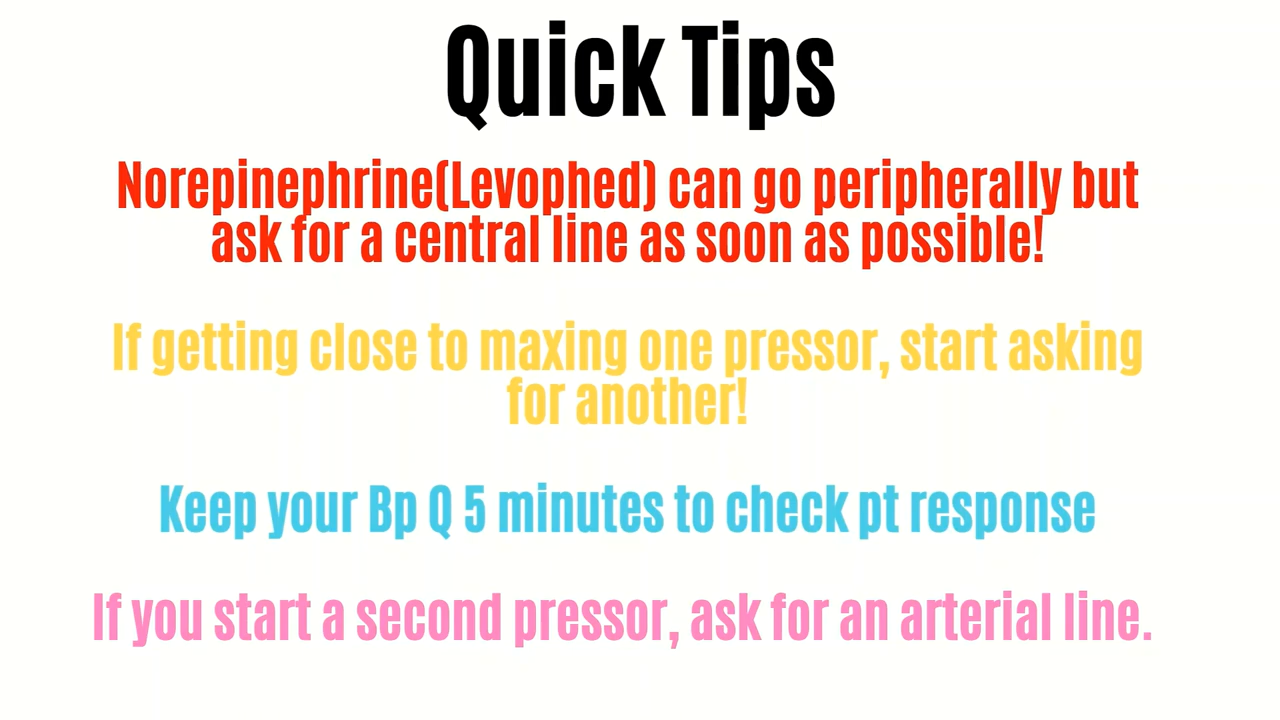 Quick Tips
Norepinephrine(Levophed) can go peripherally but
ask for a central line as soon as possible!
If getting close to maxing one pressor, start asking
for another!
Keep your Bp Q 5 minutes to check pt response
If you start a second pressor, ask for an arterial line.